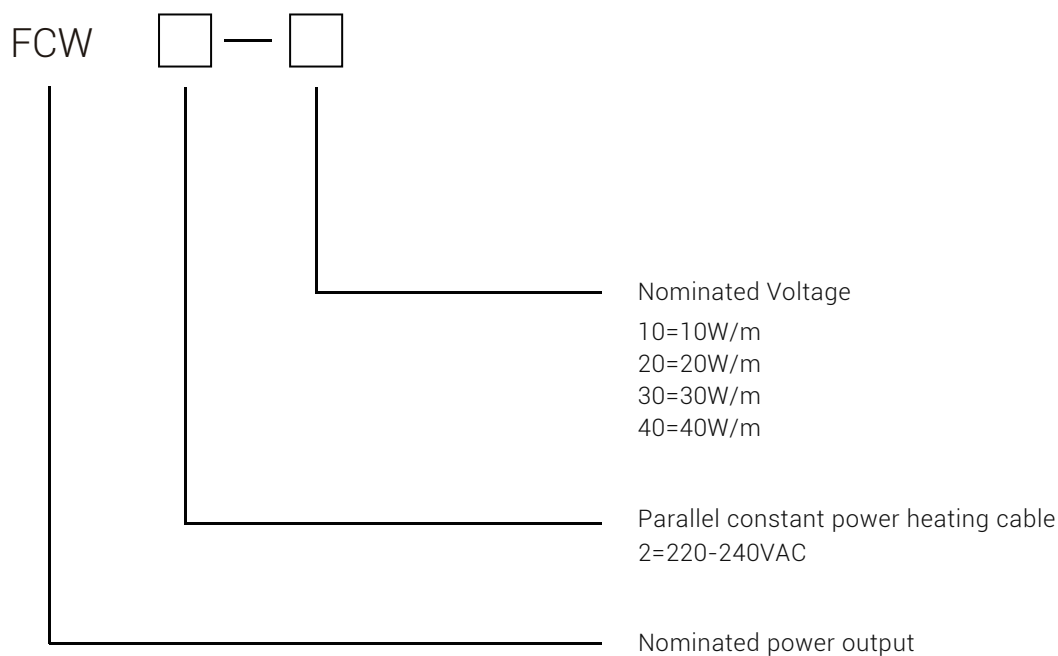 FCW
Nominated Voltage
10=10W/m
20=20W/m
30=30W/m
40=40W/m
Parallel constant power heating cable
2=220-240VAC
Nominated power output